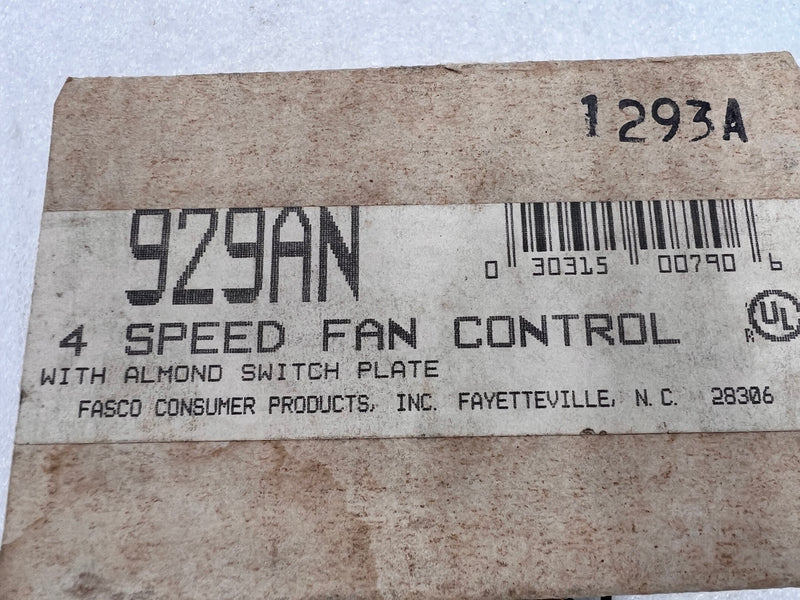 1293A
929AN
0 30315 00790 6
4 SPEED FAN CONTROL
UL
R
WITH ALMOND SWITCH PLATE
FASCO CONSUMER PRODUCTS, INC. FAYETTEVILLE, N.C. 28306